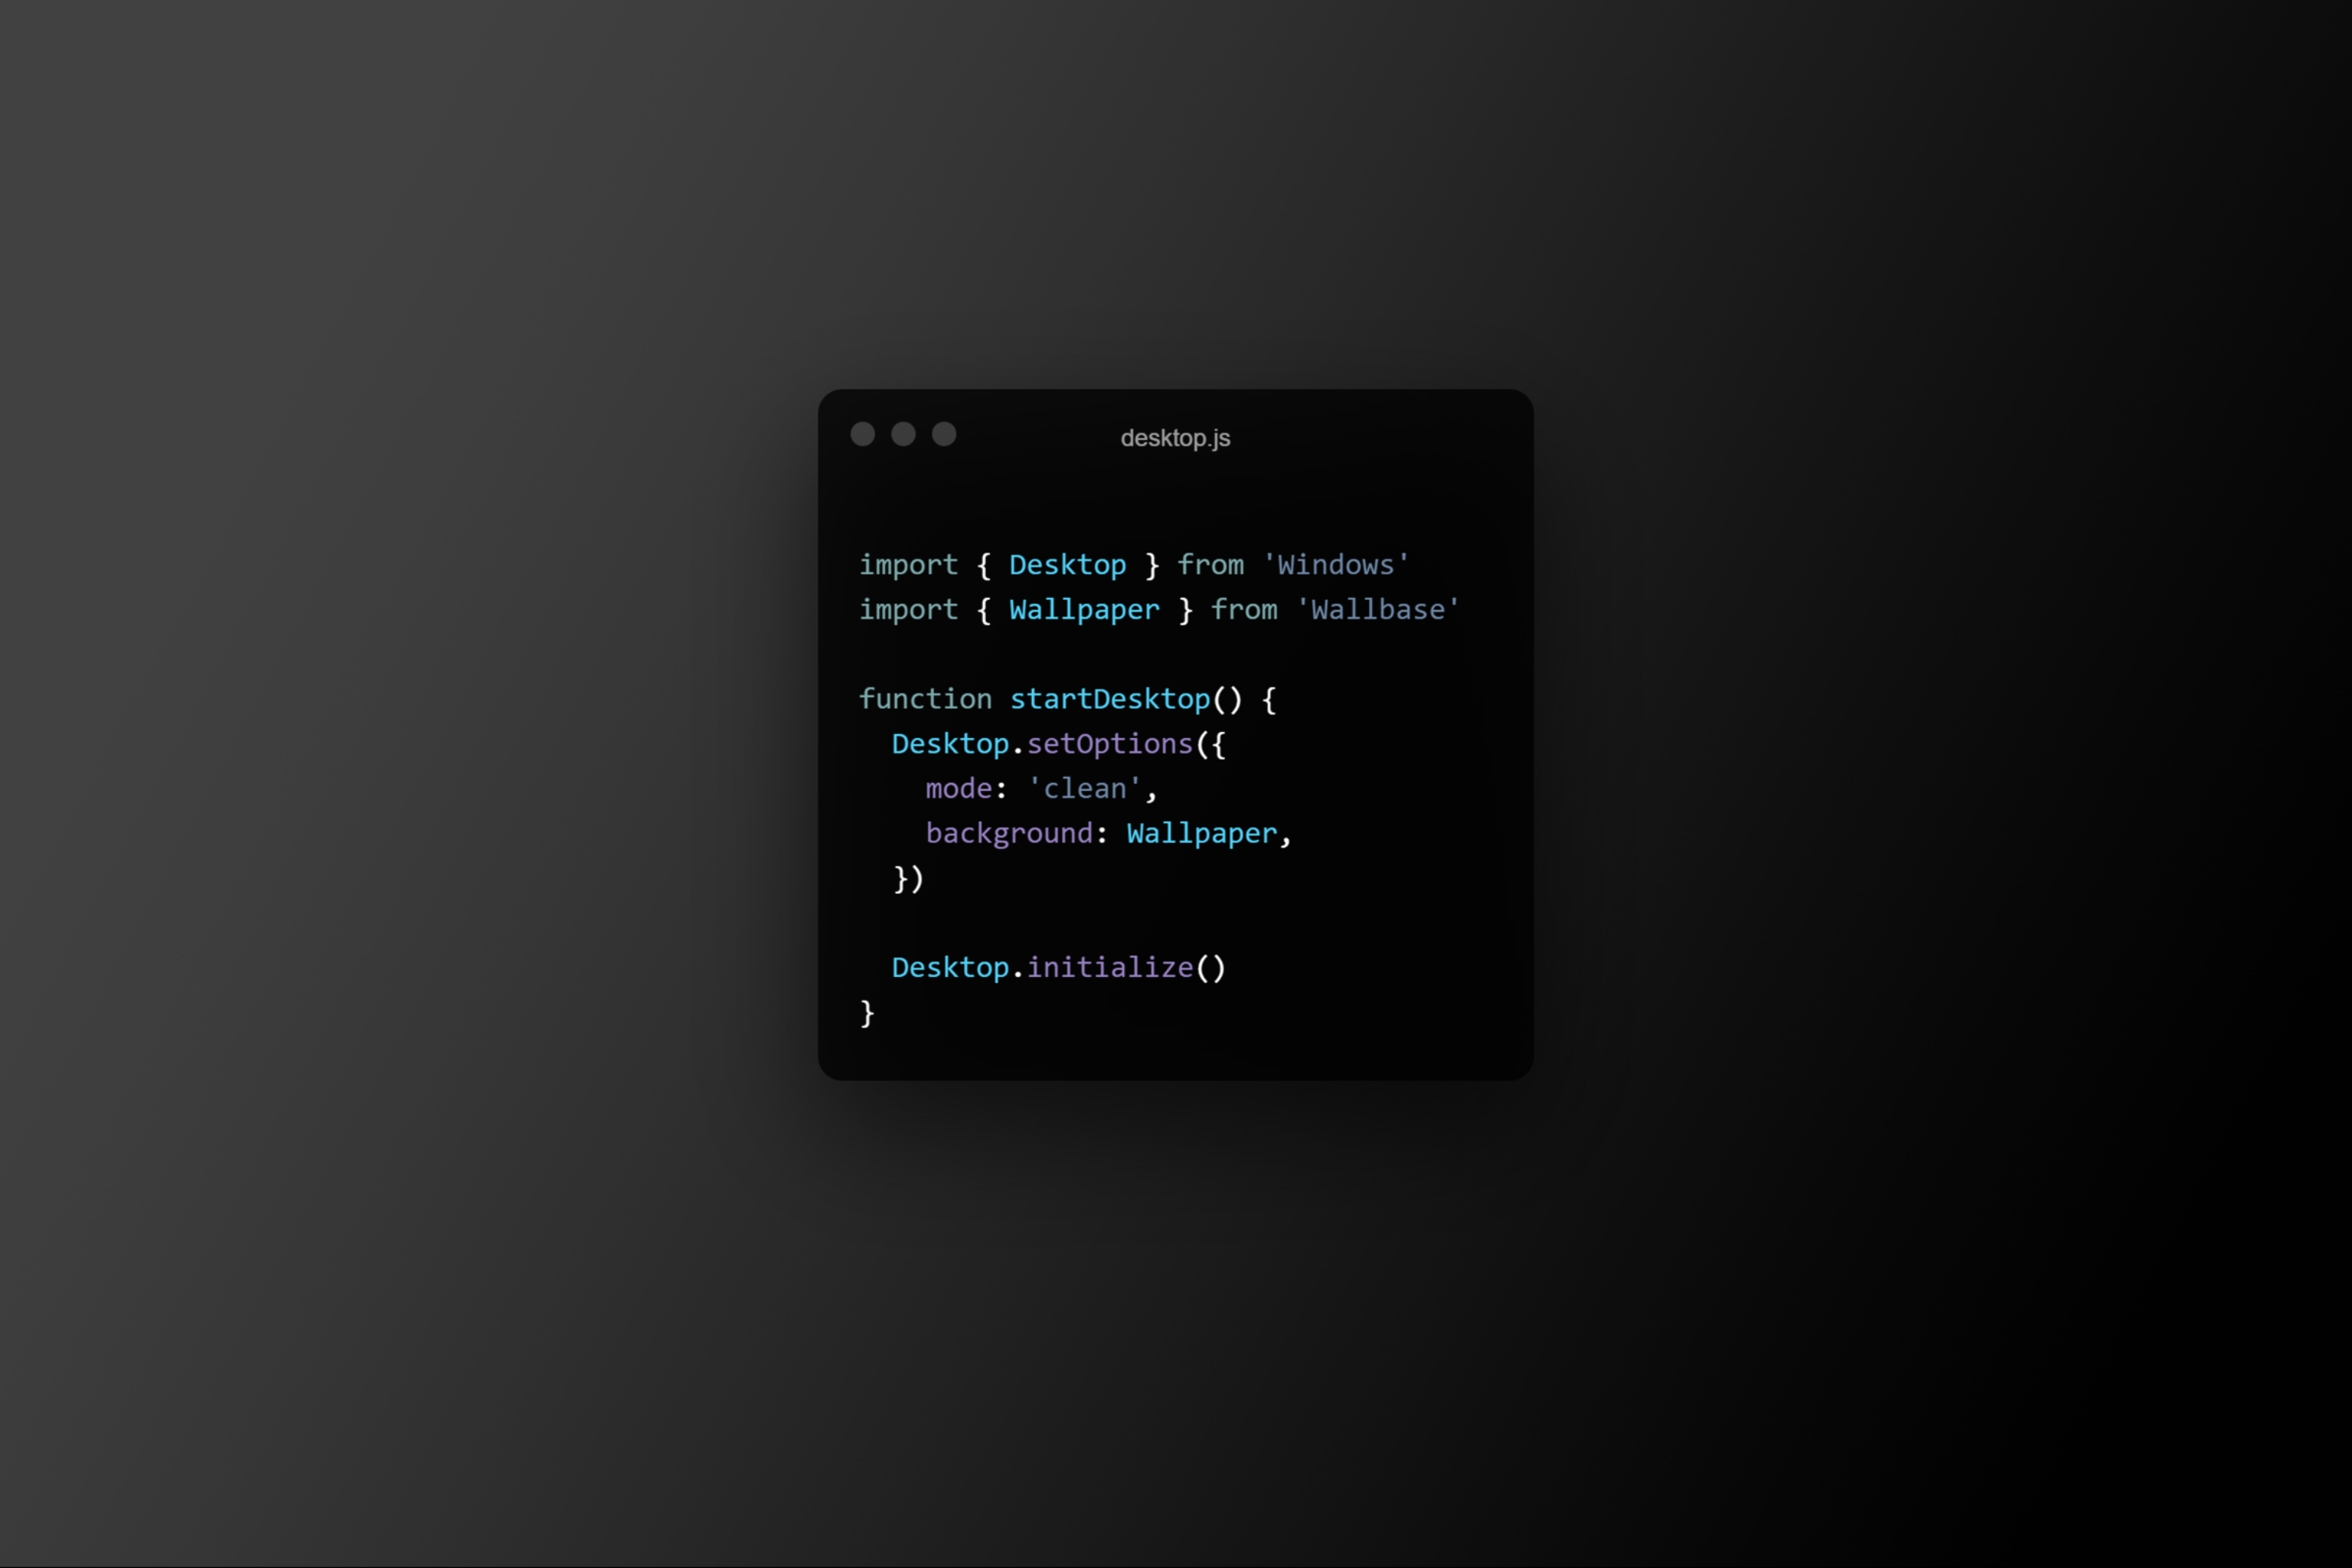 desktop.js
import { Desktop } from 'Windows'
import { Wallpaper } from 'Wallbase'
function startDesktop() {
  Desktop.setOptions({
    mode: 'clean',
    background: Wallpaper,
  })
  Desktop.initialize()
}